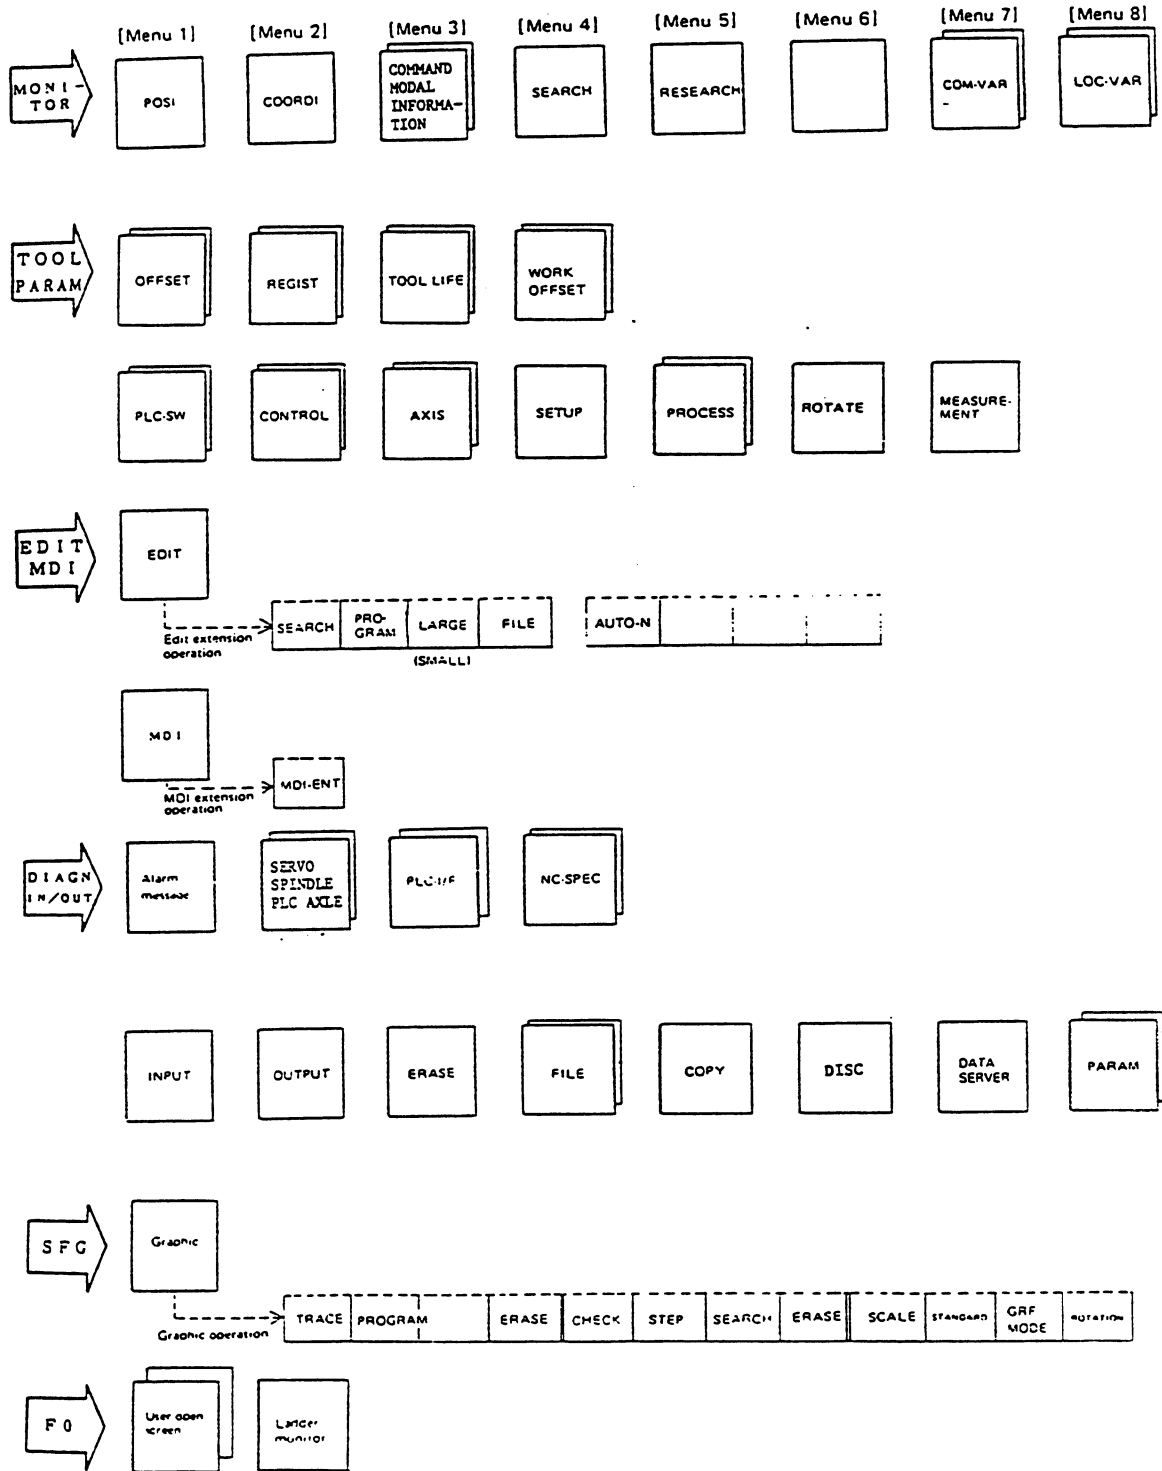 [Menu 1] [Menu 2] [Menu 3] [Menu 4] [Menu 5] [Menu 6] [Menu 7] [Menu 8]
MONI-
TOR
POSI
COORDI
COMMAND
MODAL
INFORMA-
TION
SEARCH
RESEARCH
COM-VAR
LOC-VAR
TOOL
PARAM
OFFSET
REGIST
TOOL LIFE
WORK
OFFSET
PLC-SW
CONTROL
AXIS
SETUP
PROCESS
ROTATE
MEASURE-
MENT
EDIT
MDI
EDIT
Edit extension
operation
SEARCH
PRO-
GRAM
LARGE
FILE
AUTO-N
(SMALL)
MDI
MDI extension
operation
MDI-ENT
DIAGN
IN/OUT
Alarm
message
SERVO
SPINDLE
PLC AXLE
PLC-I/F
NC-SPEC
INPUT
OUTPUT
ERASE
FILE
COPY
DISC
DATA
SERVER
PARAM
SFG
Graphic
Graphic operation
TRACE
PROGRAM
ERASE
CHECK
STEP
SEARCH
ERASE
SCALE
STANDARD
GRF
MODE
ROTATION
F0
User open
screen
Ladder
monitor